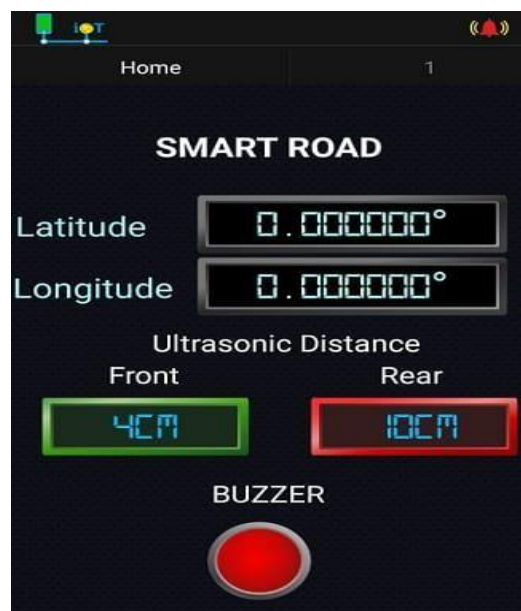 IOT
Home 1
SMART ROAD
Latitude 0.000000°
Longitude 0.000000°
Ultrasonic Distance
Front Rear
4CM 10CM
BUZZER